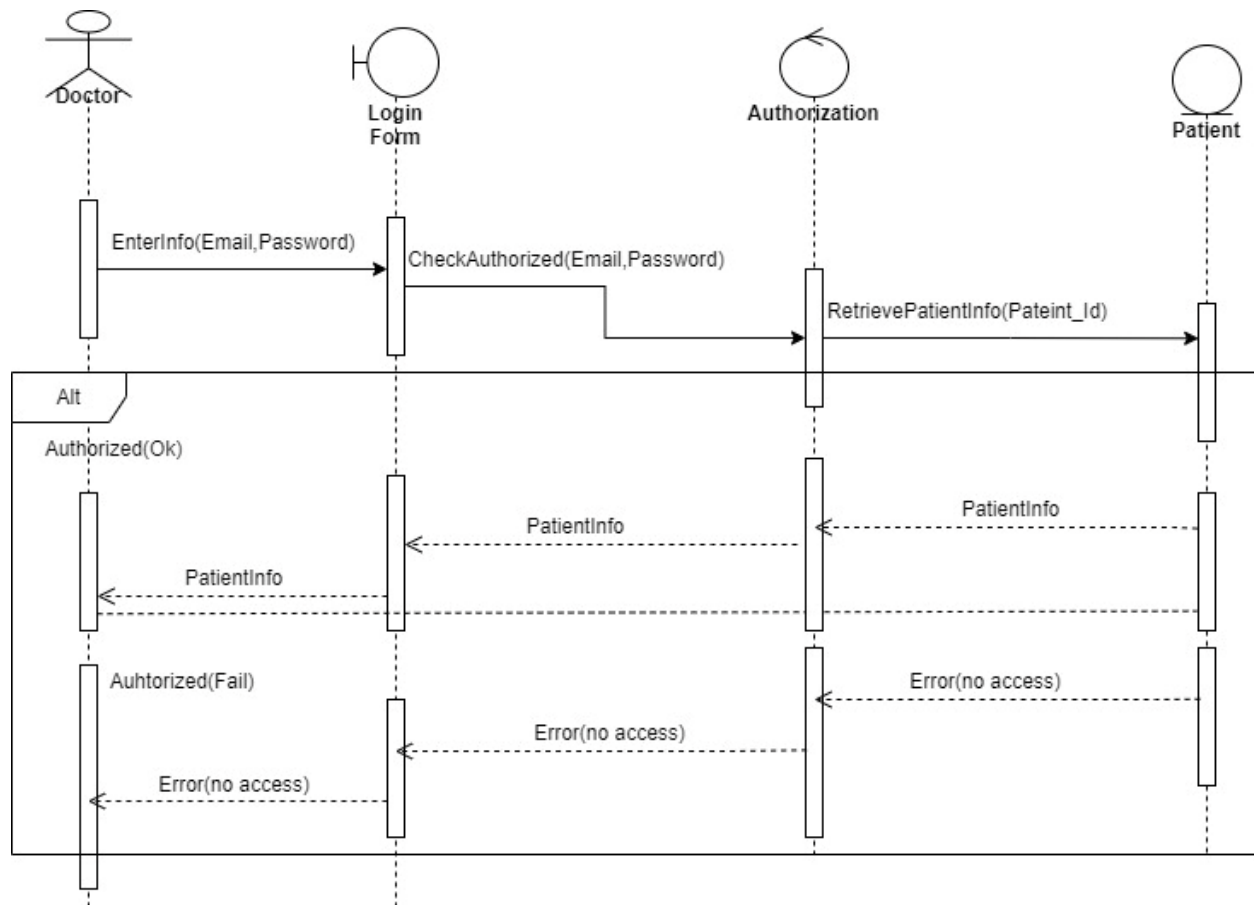 Doctor
Login
Form
Authorization
Patient
EnterInfo(Email,Password)
CheckAuthorized(Email,Password)
RetrievePatientInfo(Pateint_Id)
Alt
Authorized(Ok)
PatientInfo
PatientInfo
PatientInfo
Auhtorized(Fail)
Error(no access)
Error(no access)
Error(no access)